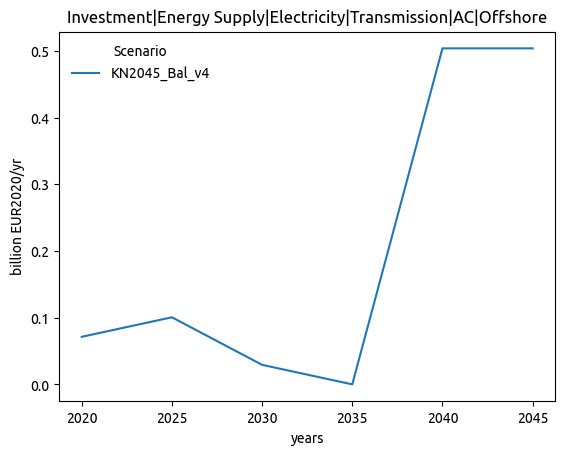 Investment|Energy Supply|Electricity|Transmission|AC|Offshore
Scenario
KN2045_Bal_v4
billion EUR2020/yr
0.5
0.4
0.3
0.2
0.1
0.0
2020 2025 2030 2035 2040 2045
years